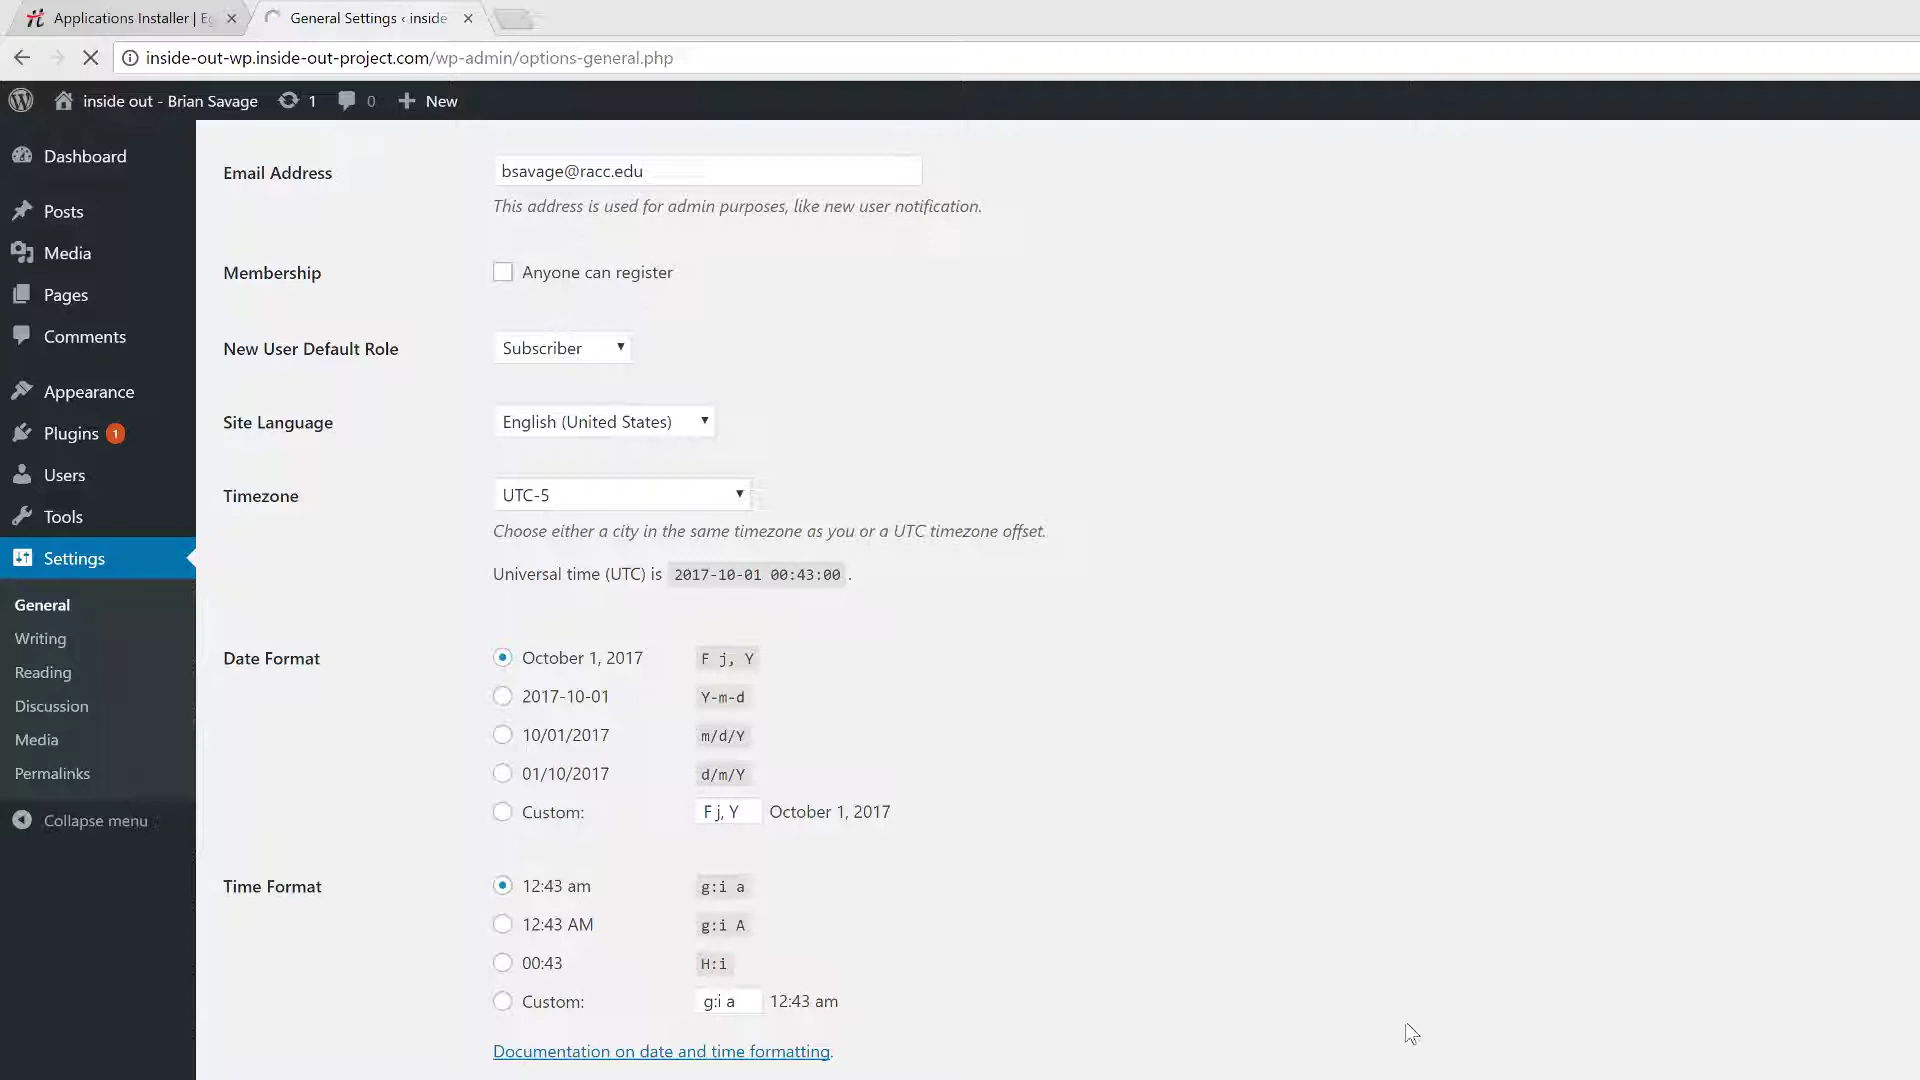 Applications Installer | Eg
General Settings ‹ inside
inside-out-wp.inside-out-project.com/wp-admin/options-general.php
inside out - Brian Savage 1 0 New
Dashboard
Posts
Media
Pages
Comments
Appearance
Plugins 1
Users
Tools
Settings
General
Writing
Reading
Discussion
Media
Permalinks
Collapse menu
Email Address bsavage@racc.edu
This address is used for admin purposes, like new user notification.
Membership Anyone can register
New User Default Role Subscriber
Site Language English (United States)
Timezone UTC-5
Choose either a city in the same timezone as you or a UTC timezone offset.
Universal time (UTC) is 2017-10-01 00:43:00 .
Date Format October 1, 2017 F j, Y
2017-10-01 Y-m-d
10/01/2017 m/d/Y
01/10/2017 d/m/Y
Custom: F j, Y October 1, 2017
Time Format 12:43 am g:i a
12:43 AM g:i A
00:43 H:i
Custom: g:i a 12:43 am
Documentation on date and time formatting.